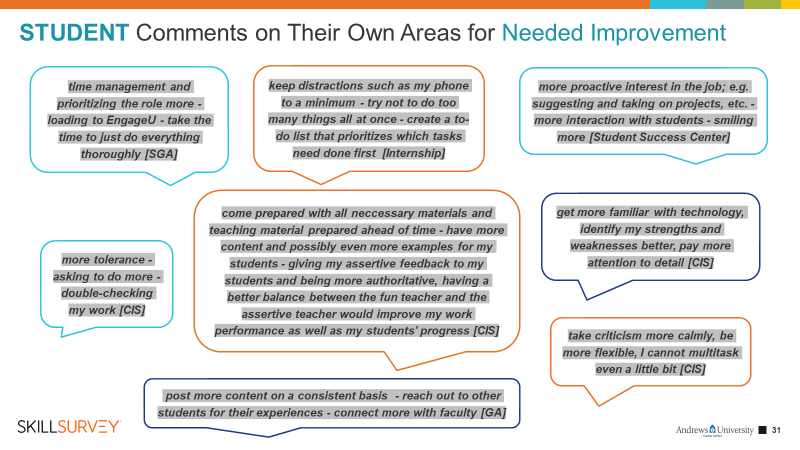 STUDENT Comments on Their Own Areas for Needed Improvement
time management and
prioritizing the role more -
loading to EngageU - take the
time to just do everything
thoroughly [SGA]
keep distractions such as my phone
to a minimum - try not to do too
many things all at once - create a to-
do list that prioritizes which tasks
need done first [Internship]
more proactive interest in the job; e.g.
suggesting and taking on projects, etc. -
more interaction with students - smiling
more [Student Success Center]
come prepared with all neccessary materials and
teaching material prepared ahead of time - have more
content and possibly even more examples for my
students - giving my assertive feedback to my
students and being more authoritative, having a
better balance between the fun teacher and the
assertive teacher would improve my work
performance as well as my students' progress [CIS]
get more familiar with technology,
identify my strengths and
weaknesses better, pay more
attention to detail [CIS]
more tolerance -
asking to do more -
double-checking
my work [CIS]
take criticism more calmly, be
more flexible, I cannot multitask
even a little bit [CIS]
post more content on a consistent basis - reach out to other
students for their experiences - connect more with faculty [GA]
SKILLSURVEY
Andrews University
Career Center
31